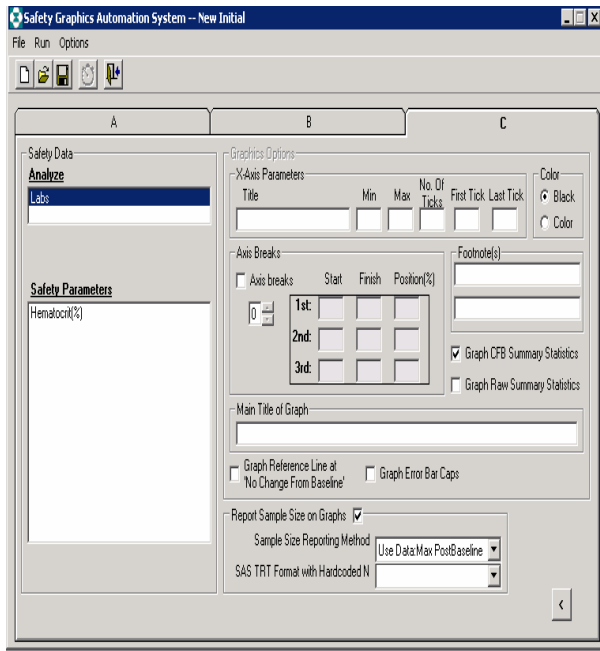 Safety Graphics Automation System -- New Initial
File Run Options
A B C
Safety Data
Analyze
Labs
Safety Parameters
Hematocrit(%)
Graphics Options
X-Axis Parameters
Title Min Max No. Of Ticks First Tick Last Tick
Color
Black
Color
Axis Breaks
Axis breaks Start Finish Position(%)
0
1st:
2nd:
3rd:
Footnote(s)
Graph CFB Summary Statistics
Graph Raw Summary Statistics
Main Title of Graph
Graph Reference Line at
'No Change From Baseline'
Graph Error Bar Caps
Report Sample Size on Graphs
Sample Size Reporting Method Use Data:Max PostBaseline
SAS TRT Format with Hardcoded N
<